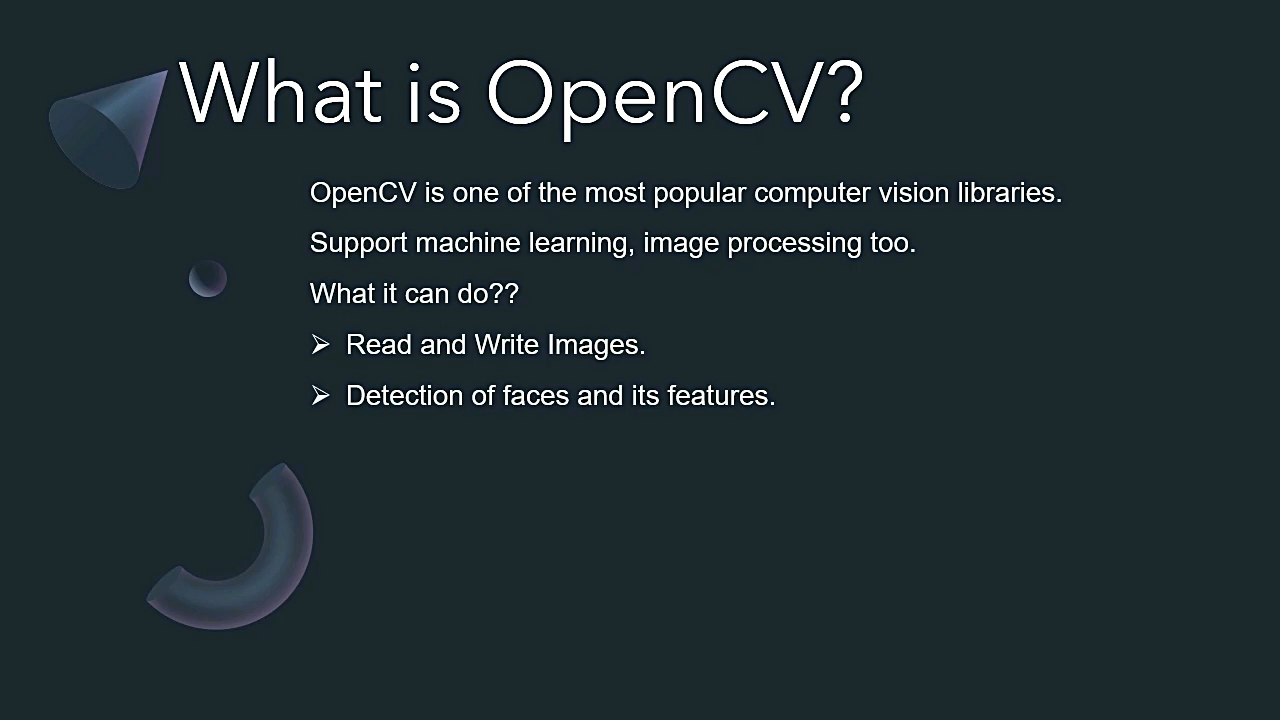 What is OpenCV?
OpenCV is one of the most popular computer vision libraries.
Support machine learning, image processing too.
What it can do??
➢ Read and Write Images.
➢ Detection of faces and its features.